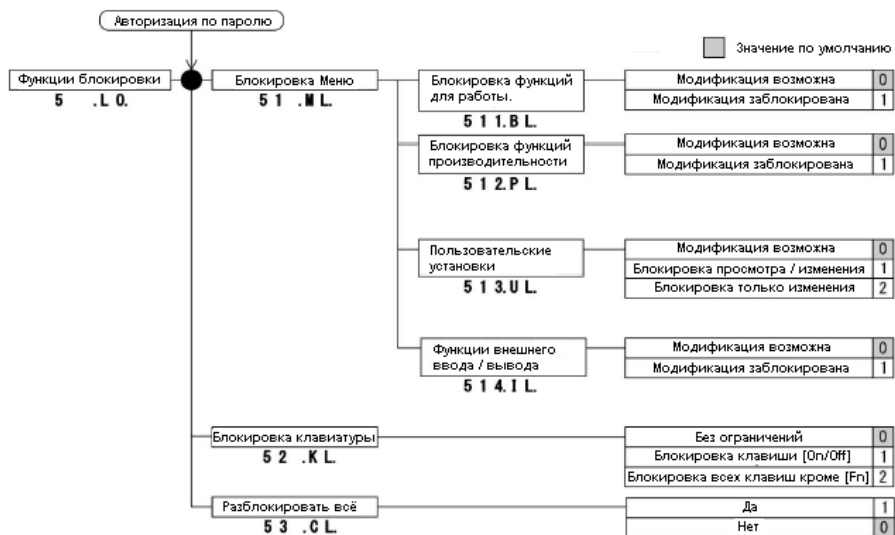 Авторизация по паролю
Значение по умолчанию
Функции блокировки
5 .L O.
Блокировка Меню
5 1 .M L.
Блокировка функций
для работы.
5 1 1.B L.
Модификация возможна 0
Модификация заблокирована 1
Блокировка функций
производительности
5 1 2.P L.
Модификация возможна 0
Модификация заблокирована 1
Пользовательские
установки
5 1 3.U L.
Модификация возможна 0
Блокировка просмотра / изменения 1
Блокировка только изменения 2
Функции внешнего
ввода / вывода
5 1 4.I L.
Модификация возможна 0
Модификация заблокирована 1
Блокировка клавиатуры
5 2 .K L.
Без ограничений 0
Блокировка клавиши [On/Off] 1
Блокировка всех клавиш кроме [Fn] 2
Разблокировать всё
5 3 .C L.
Да 1
Нет 0